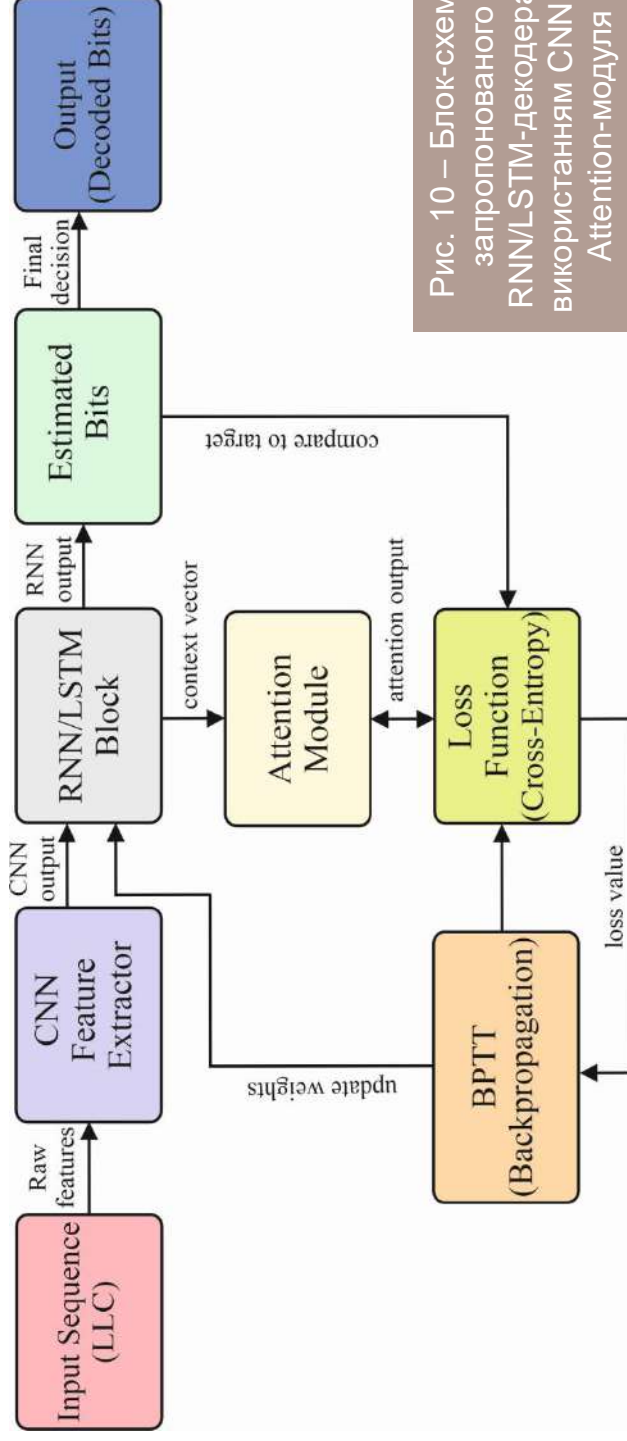 Input Sequence
(LLC)
Raw
features
CNN
Feature
Extractor
CNN
output
RNN/LSTM
Block
RNN
output
Estimated
Bits
Final
decision
Output
(Decoded Bits)
context vector
Attention
Module
attention output
compare to target
update weights
BPTT
(Backpropagation)
Loss
Function
(Cross-Entropy)
loss value
Рис. 10 – Блок-схем
запропонованого
RNN/LSTM-декодера
використанням CNN
Attention-модуля